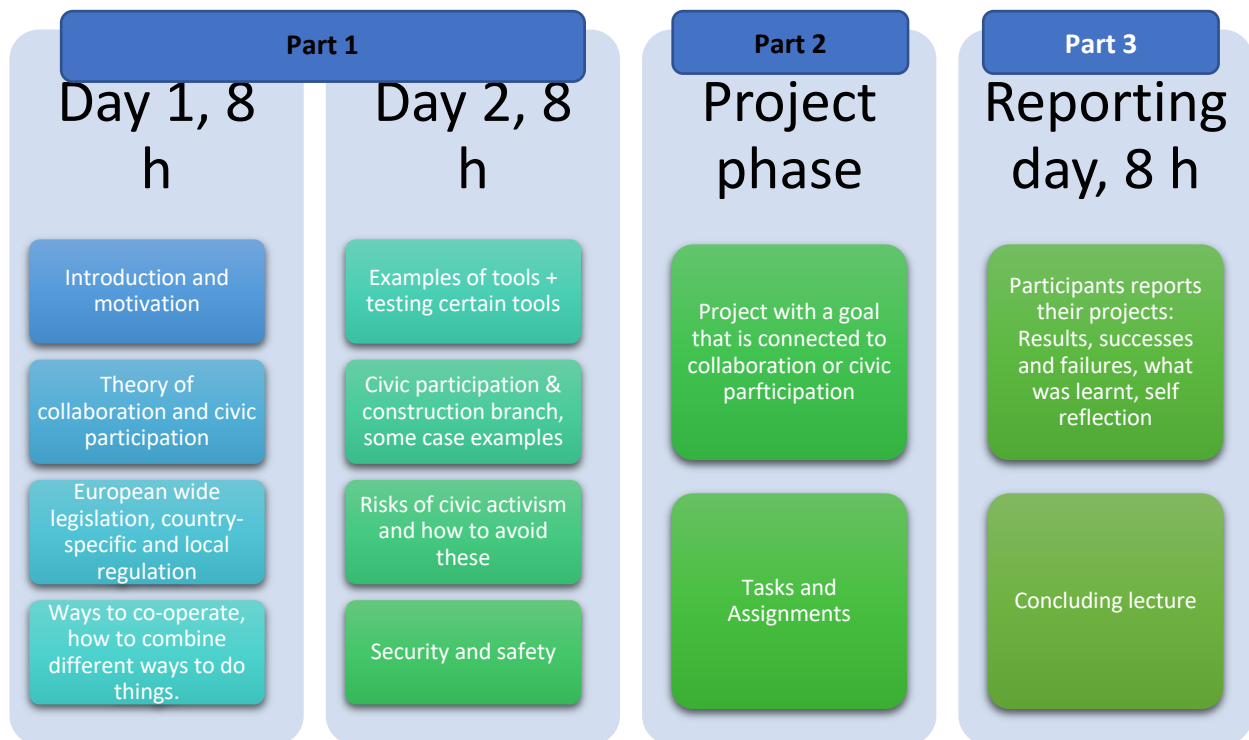 Part 1
Day 1, 8
h
Introduction and
motivation
Theory of
collaboration and civic
participation
European wide
legislation, country-
specific and local
regulation
Ways to co-operate,
how to combine
different ways to do
things.
Day 2, 8
h
Examples of tools +
testing certain tools
Civic participation &
construction branch,
some case examples
Risks of civic activism
and how to avoid
these
Security and safety
Part 2
Project
phase
Project with a goal
that is connected to
collaboration or civic
parfticipation
Tasks and
Assignments
Part 3
Reporting
day, 8 h
Participants reports
their projects:
Results, successes
and failures, what
was learnt, self
reflection
Concluding lecture